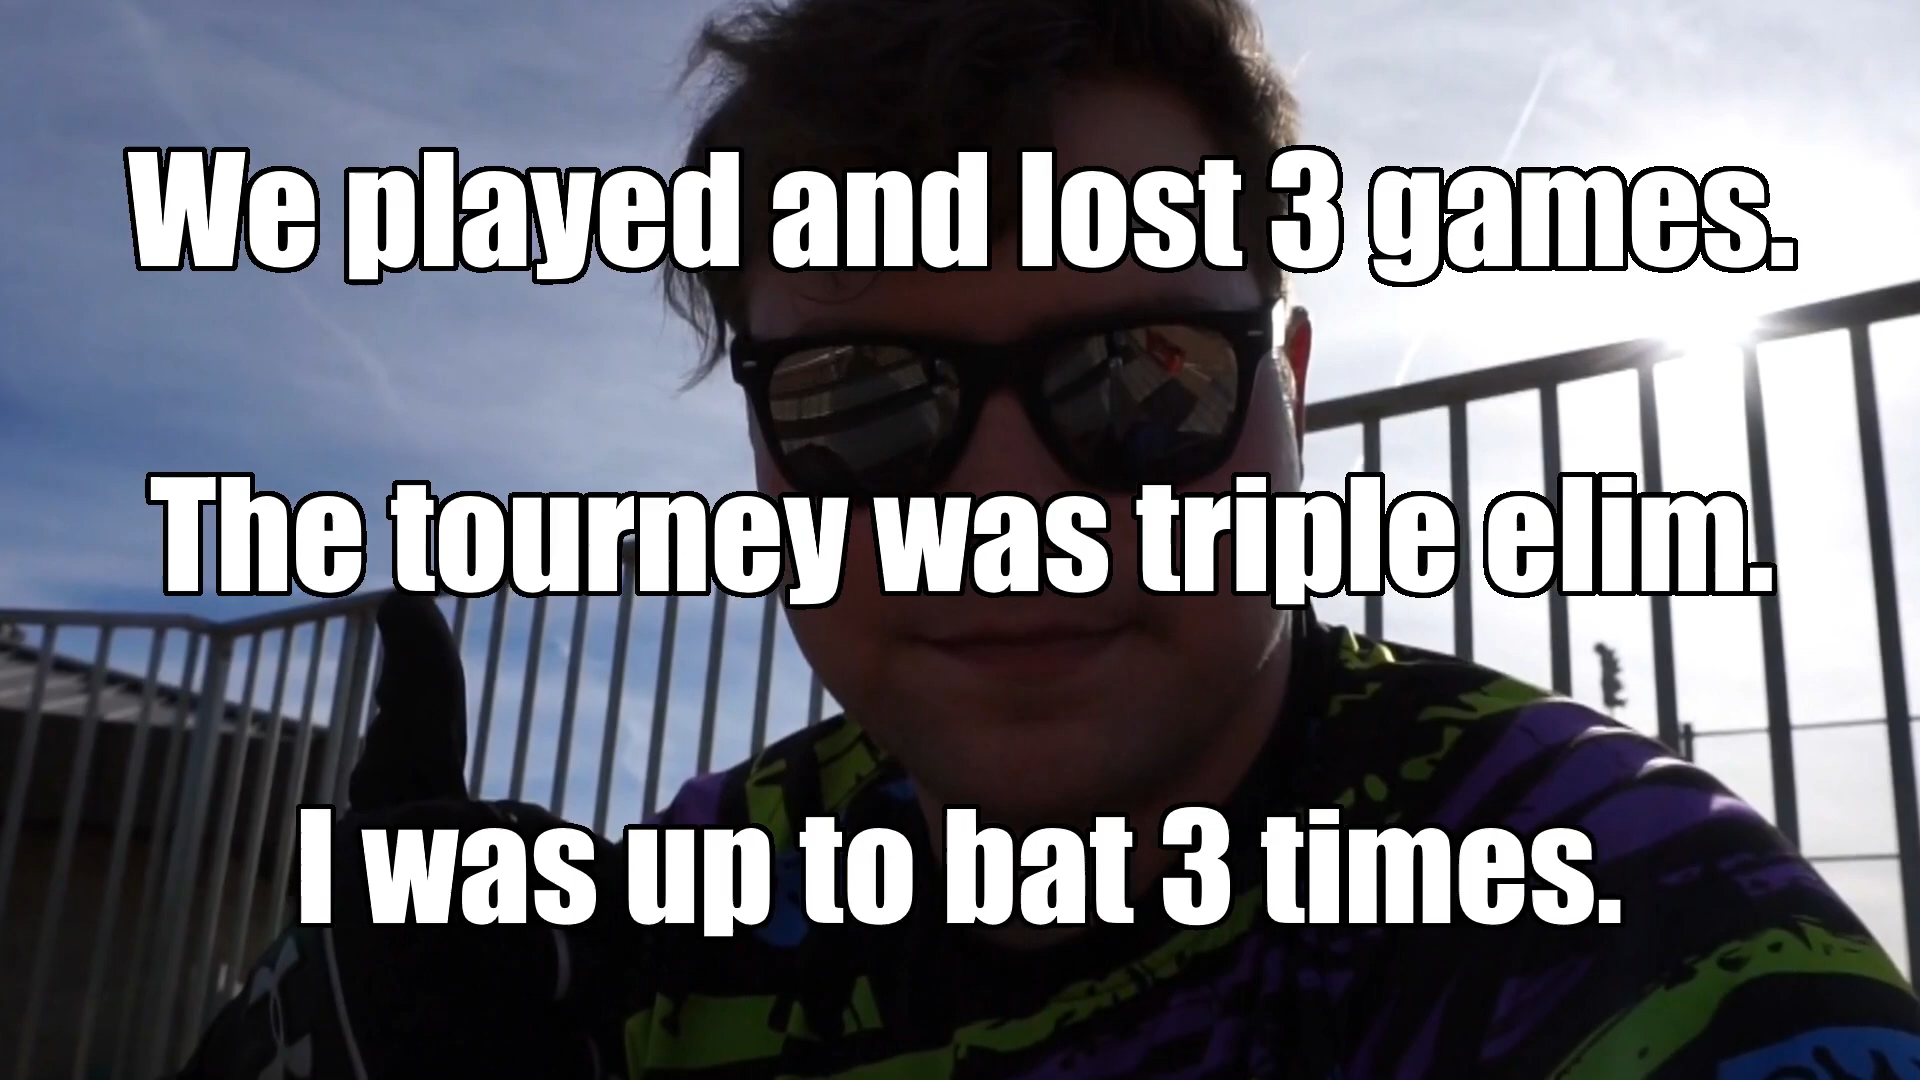 We played and lost 3 games.
The tourney was triple elim.
I was up to bat 3 times.